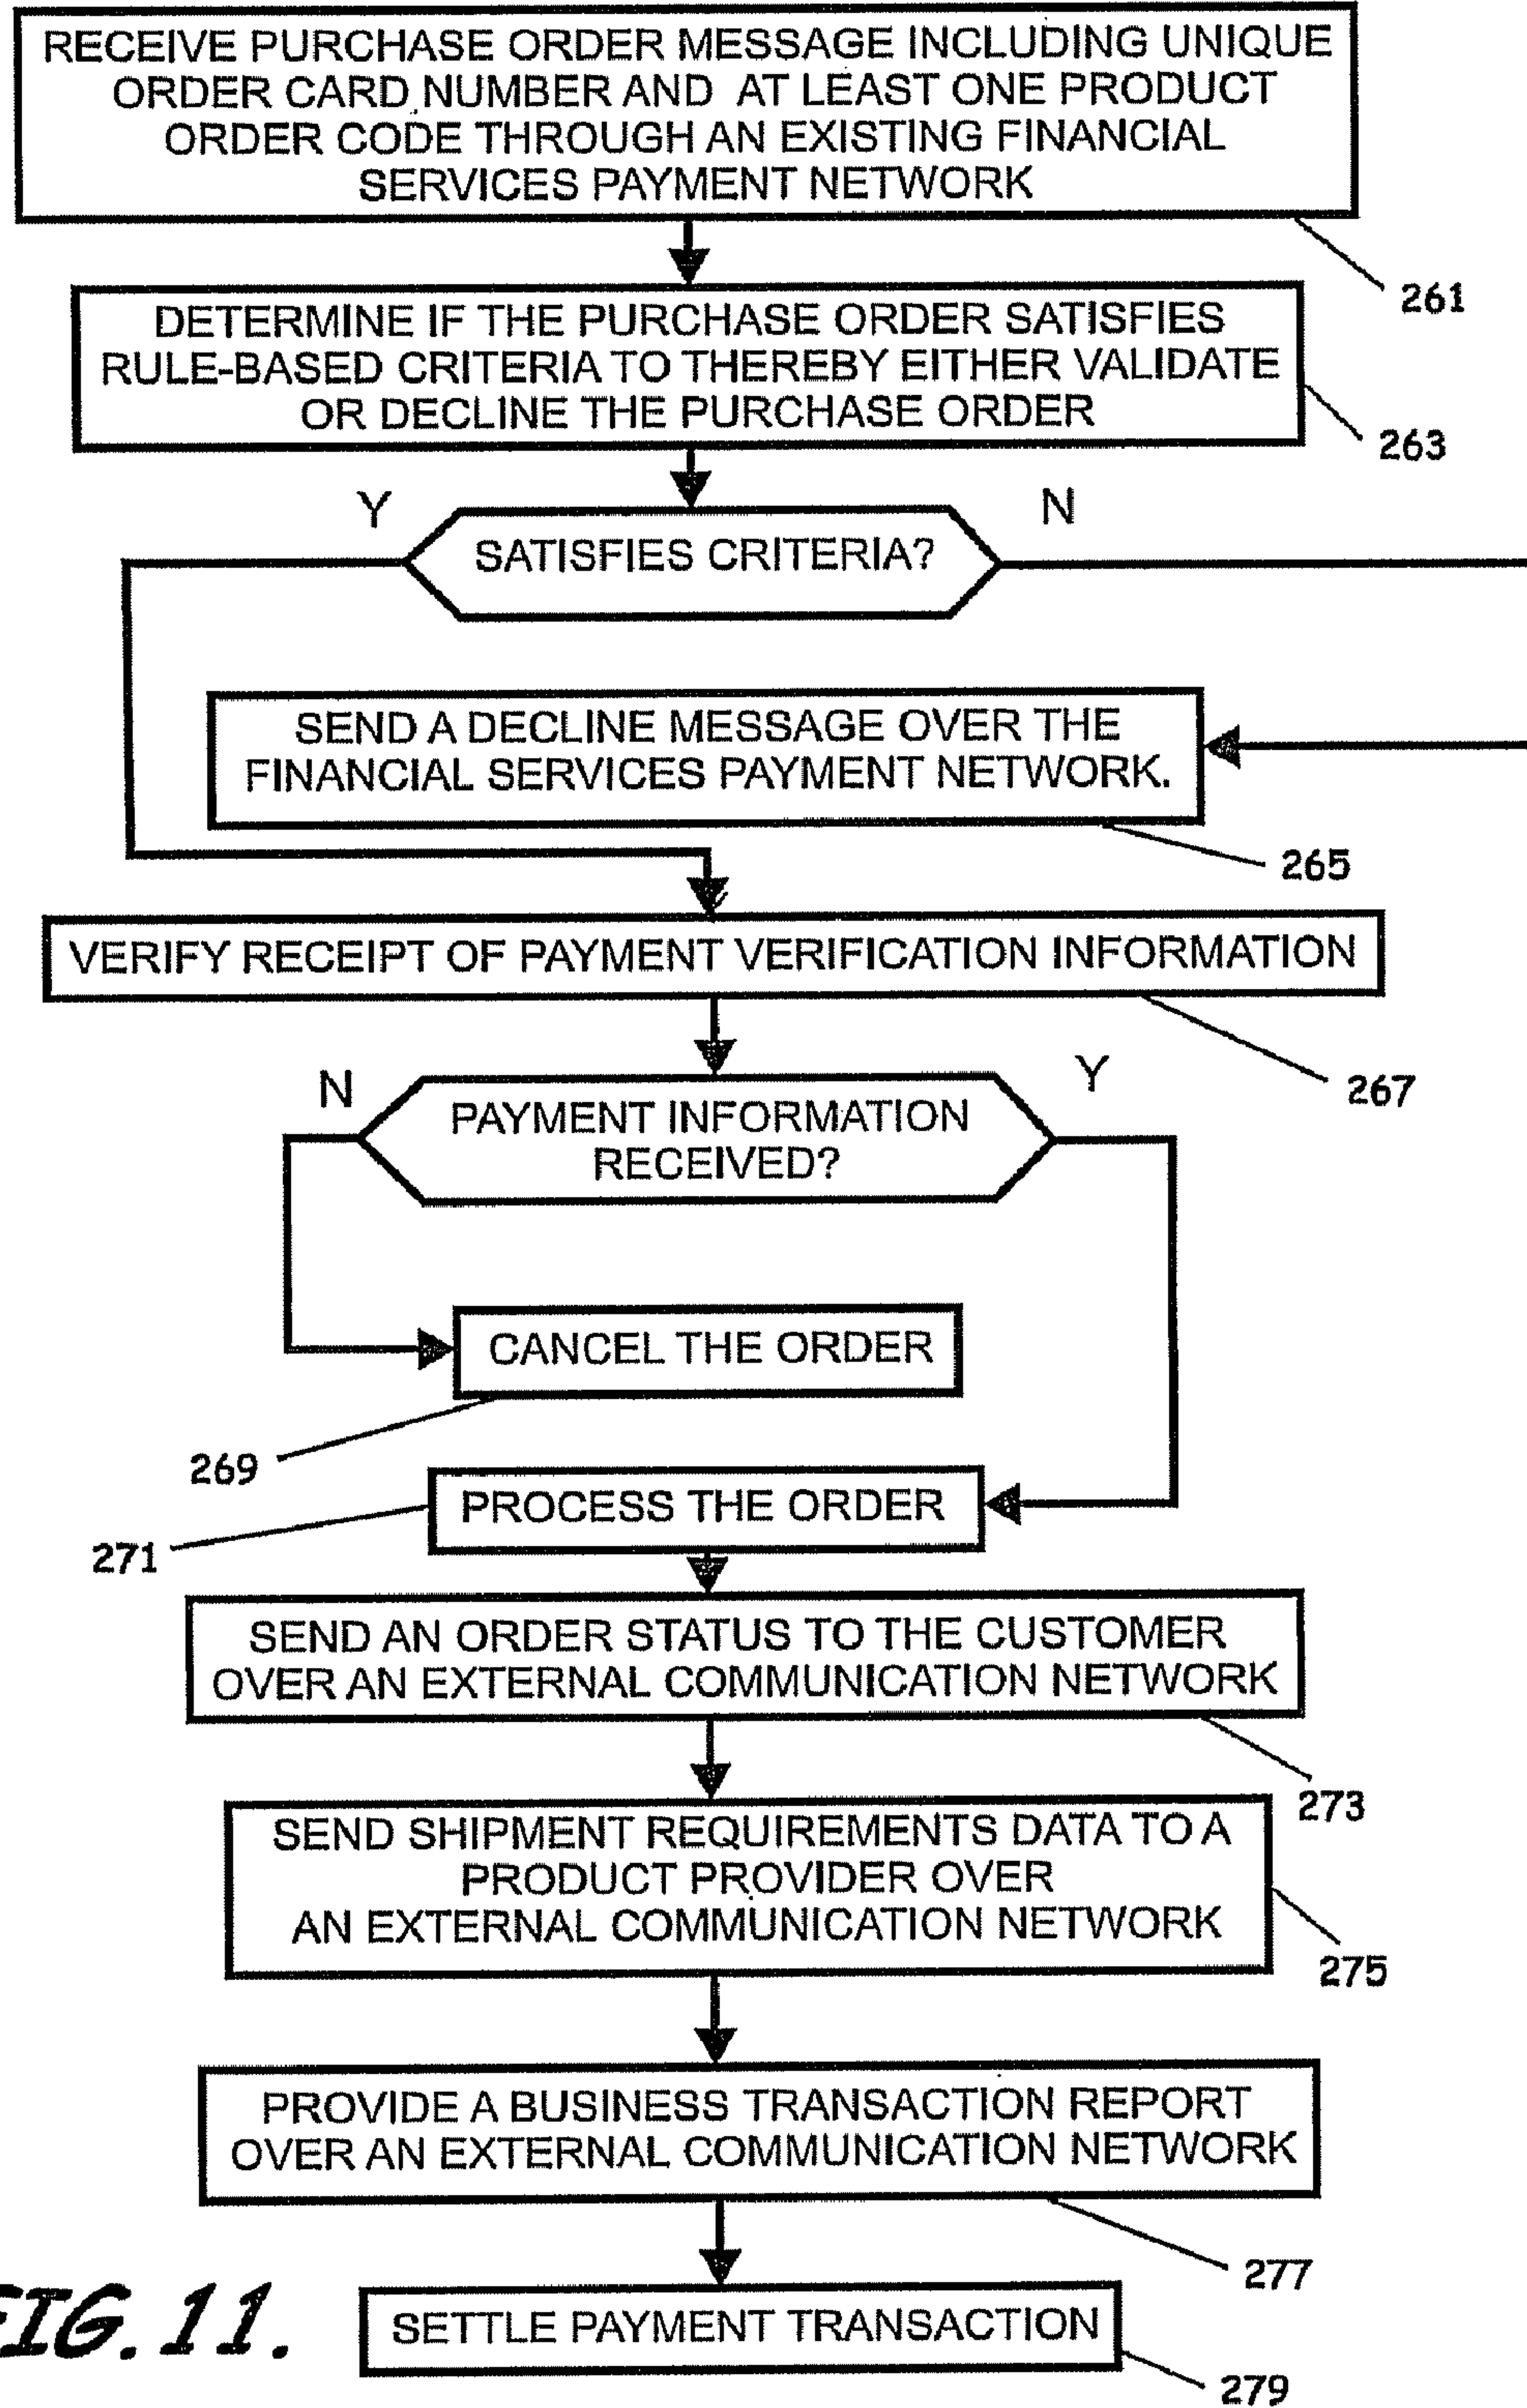 RECEIVE PURCHASE ORDER MESSAGE INCLUDING UNIQUE
ORDER CARD NUMBER AND AT LEAST ONE PRODUCT
ORDER CODE THROUGH AN EXISTING FINANCIAL
SERVICES PAYMENT NETWORK
261
DETERMINE IF THE PURCHASE ORDER SATISFIES
RULE-BASED CRITERIA TO THEREBY EITHER VALIDATE
OR DECLINE THE PURCHASE ORDER
263
Y
N
SATISFIES CRITERIA?
SEND A DECLINE MESSAGE OVER THE
FINANCIAL SERVICES PAYMENT NETWORK.
265
VERIFY RECEIPT OF PAYMENT VERIFICATION INFORMATION
267
N
Y
PAYMENT INFORMATION
RECEIVED?
CANCEL THE ORDER
269
PROCESS THE ORDER
271
SEND AN ORDER STATUS TO THE CUSTOMER
OVER AN EXTERNAL COMMUNICATION NETWORK
273
SEND SHIPMENT REQUIREMENTS DATA TO A
PRODUCT PROVIDER OVER
AN EXTERNAL COMMUNICATION NETWORK
275
PROVIDE A BUSINESS TRANSACTION REPORT
OVER AN EXTERNAL COMMUNICATION NETWORK
277
SETTLE PAYMENT TRANSACTION
279
FIG. 11.